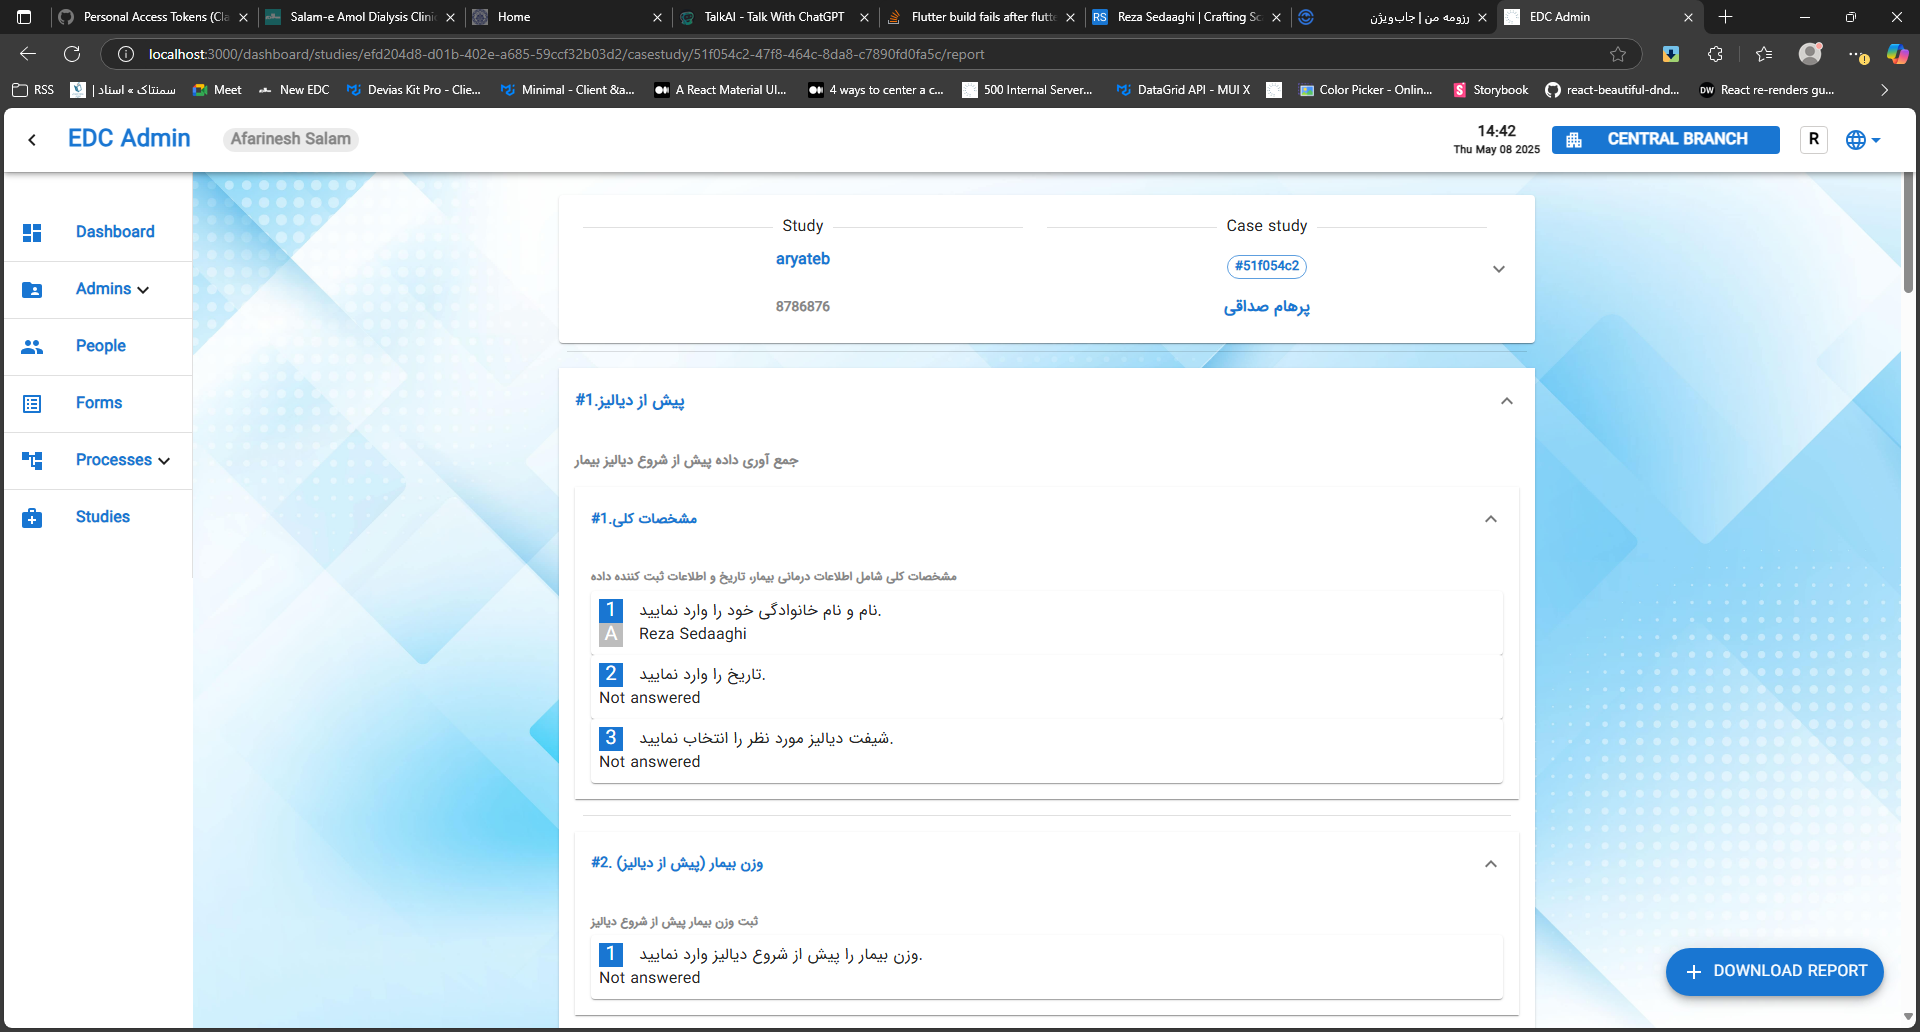 Personal Access Tokens (Cla
Salam-e Amol Dialysis Clinic
Home
TalkAI - Talk With ChatGPT
Flutter build fails after flutte
RS Reza Sedaaghi | Crafting Sc
رزومه من | جاب‌ویژن
EDC Admin
localhost:3000/dashboard/studies/efd204d8-d01b-402e-a685-59ccf32b03d2/casestudy/51f054c2-47f8-464c-8da8-c7890fd0fa5c/report
RSS
سمنتاک » اسناد |
Meet
New EDC
Devias Kit Pro - Clie...
Minimal - Client &a...
A React Material UI...
4 ways to center a c...
500 Internal Server...
DataGrid API - MUI X
Color Picker - Onlin...
Storybook
react-beautiful-dnd...
DW React re-renders gu...
EDC Admin
Afarinesh Salam
14:42
Thu May 08 2025
CENTRAL BRANCH
R
Dashboard
Admins
People
Forms
Processes
Studies
Study
aryateb
8786876
Case study
#51f054c2
پرهام صداقی
#1.پیش از دیالیز
جمع آوری داده پیش از شروع دیالیز بیمار
#1.مشخصات کلی
مشخصات کلی شامل اطلاعات درمانی بیمار، تاریخ و اطلاعات ثبت کننده داده
1 نام و نام خانوادگی خود را وارد نمایید.
A Reza Sedaaghi
2 تاریخ را وارد نمایید.
Not answered
3 شیفت دیالیز مورد نظر را انتخاب نمایید.
Not answered
#2. وزن بیمار (پیش از دیالیز)
ثبت وزن بیمار پیش از شروع دیالیز
1 وزن بیمار را پیش از شروع دیالیز وارد نمایید.
Not answered
+ DOWNLOAD REPORT